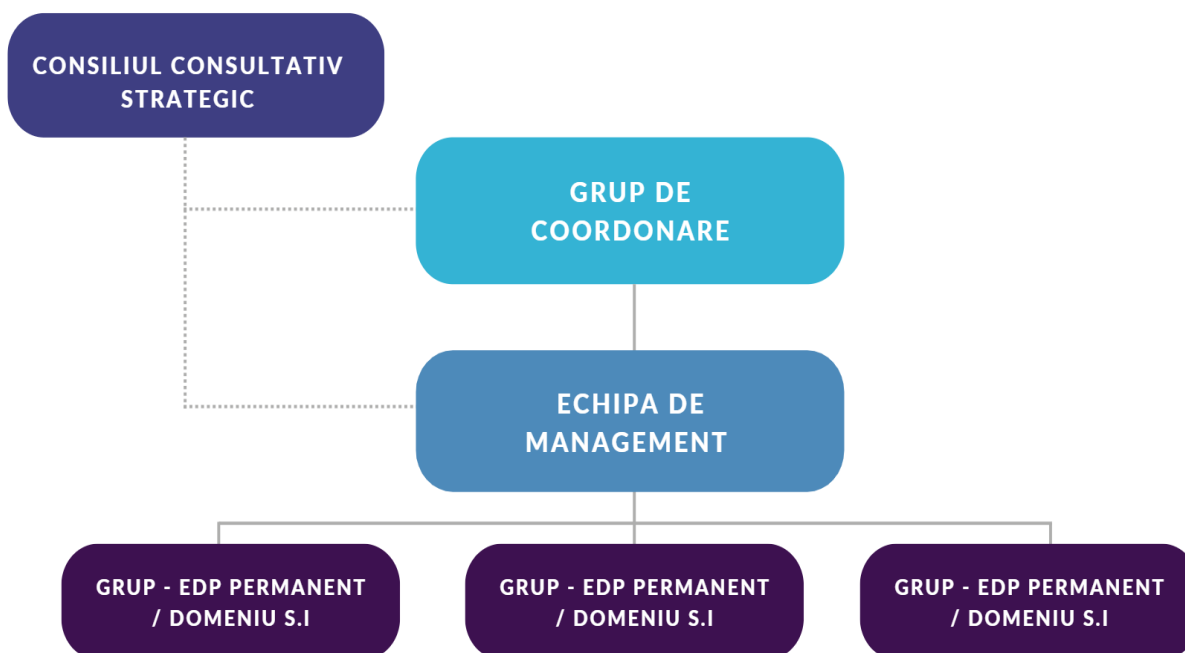 CONSILIUL CONSULTATIV
STRATEGIC
GRUP DE
COORDONARE
ECHIPA DE
MANAGEMENT
GRUP - EDP PERMANENT
/ DOMENIU S.I
GRUP - EDP PERMANENT
/ DOMENIU S.I
GRUP - EDP PERMANENT
/ DOMENIU S.I